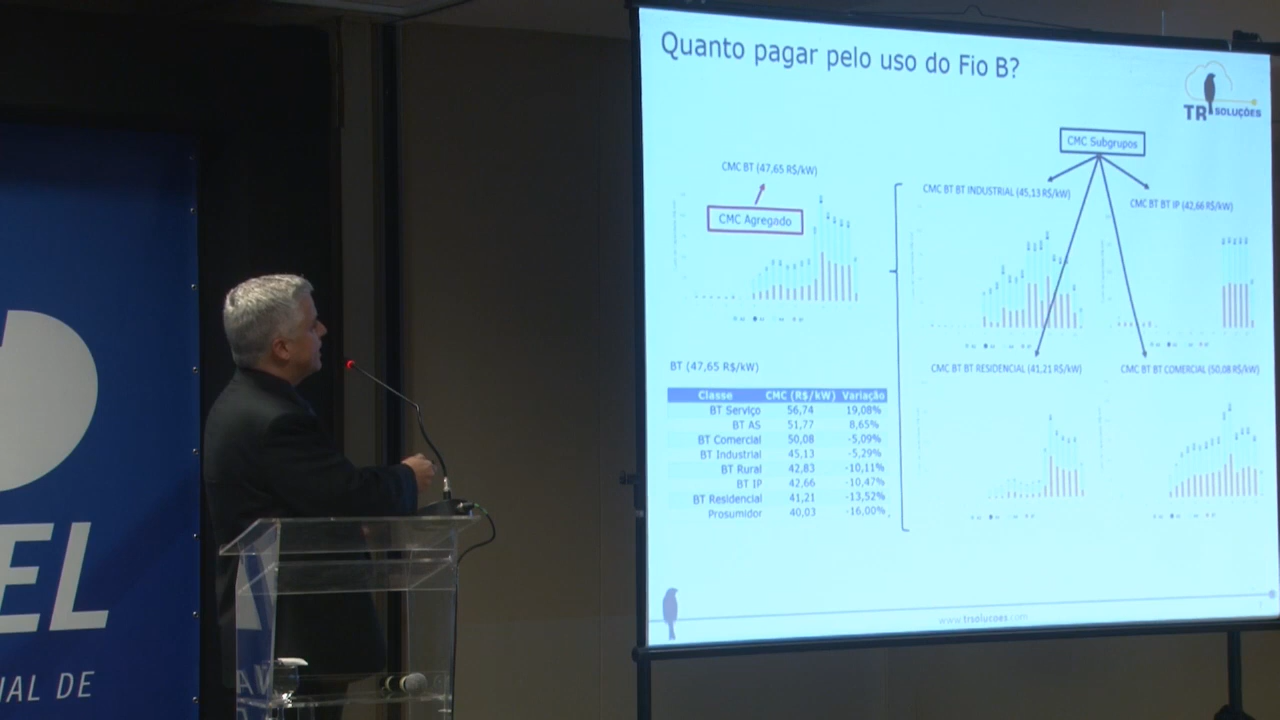 Quanto pagar pelo uso do Fio B?
TR SOLUÇÕES
CMC Subgrupos
CMC BT (47,65 R$/kW)
CMC Agregado
CMC BT BT INDUSTRIAL (45,13 R$/kW)
CMC BT BT IP (42,66 R$/kW)
CMC BT BT RESIDENCIAL (41,21 R$/kW)
CMC BT BT COMERCIAL (50,08 R$/kW)
BT (47,65 R$/kW)
Classe CMC (R$/kW) Variação
BT Serviço 56,74 19,08%
BT AS 51,77 8,65%
BT Comercial 50,08 -5,09%
BT Industrial 45,13 -5,29%
BT Rural 42,83 -10,11%
BT IP 42,66 -10,47%
BT Residencial 41,21 -13,52%
Prosumidor 40,03 -16,00%
www.trsolucoes.com
EL
NAL DE